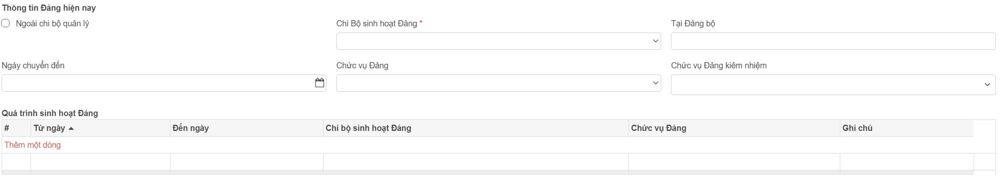 Thông tin Đảng hiện nay
Ngoài chi bộ quản lý
Chi Bộ sinh hoạt Đảng *
Tại Đảng bộ
Ngày chuyển đến
Chức vụ Đảng
Chức vụ Đảng kiêm nhiệm
Quá trình sinh hoạt Đảng
# Từ ngày Đến ngày Chi bộ sinh hoạt Đảng Chức vụ Đảng Ghi chú
Thêm một dòng